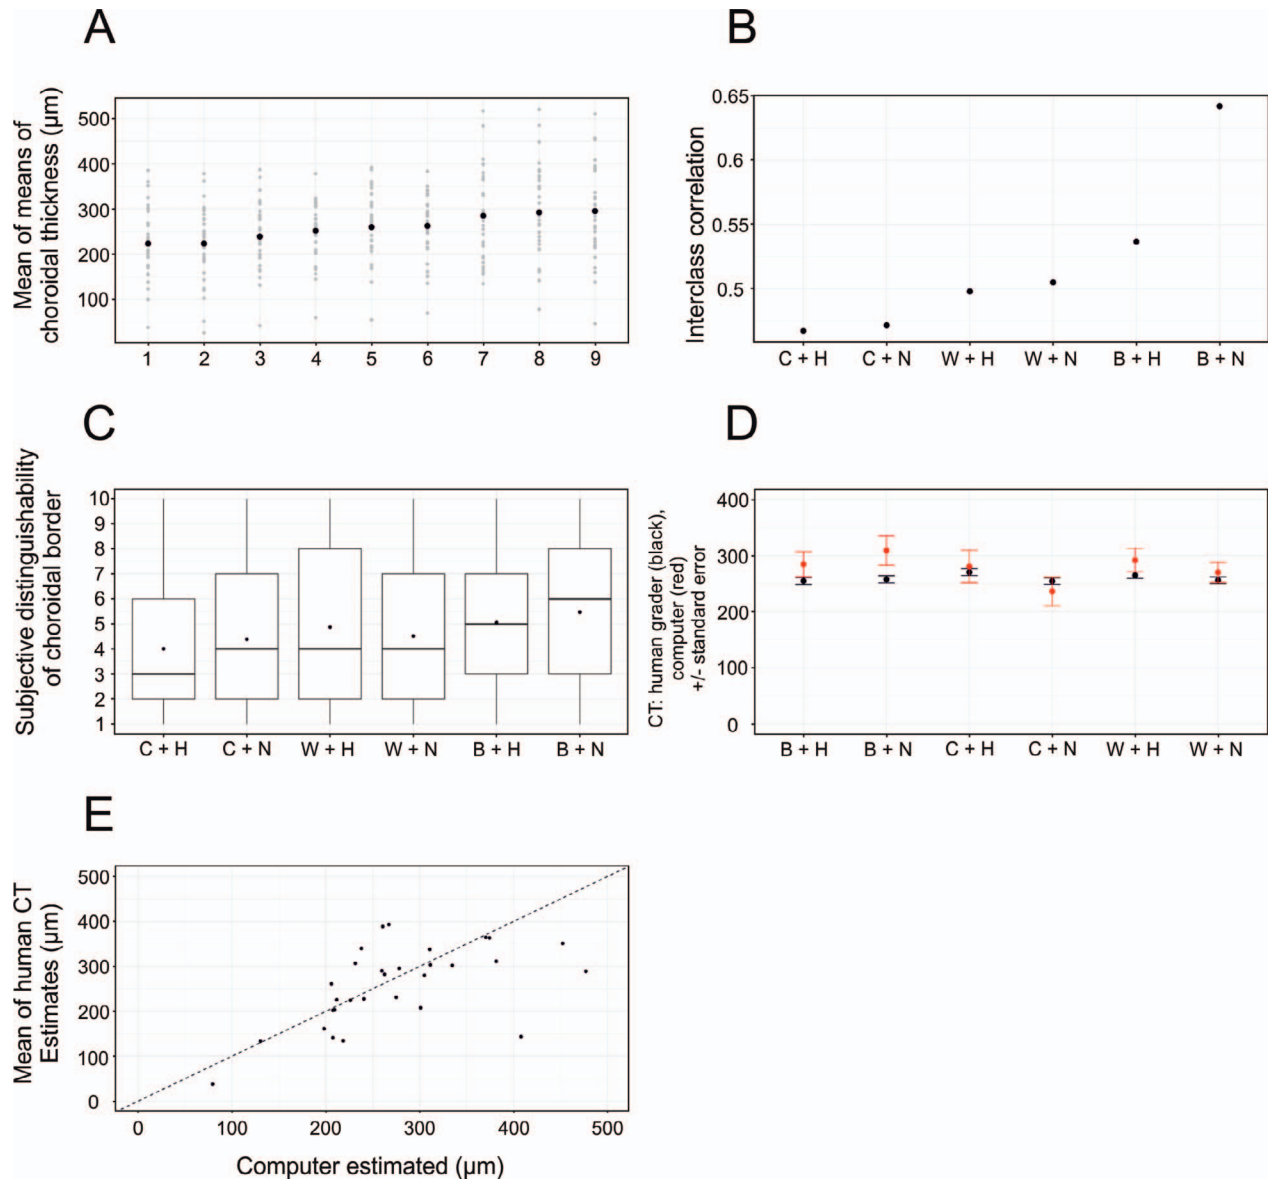 A
Mean of means of
choroidal thickness (μm)
500
400
300
200
100
1 2 3 4 5 6 7 8 9
B
Interclass correlation
0.65
0.6
0.55
0.5
C + H C + N W + H W + N B + H B + N
C
Subjective distinguishability
of choroidal border
10
9
8
7
6
5
4
3
2
1
C + H C + N W + H W + N B + H B + N
D
CT: human grader (black),
computer (red)
+/- standard error
400
300
200
100
0
B + H B + N C + H C + N W + H W + N
E
Mean of human CT
Estimates (μm)
500
400
300
200
100
0
0 100 200 300 400 500
Computer estimated (μm)